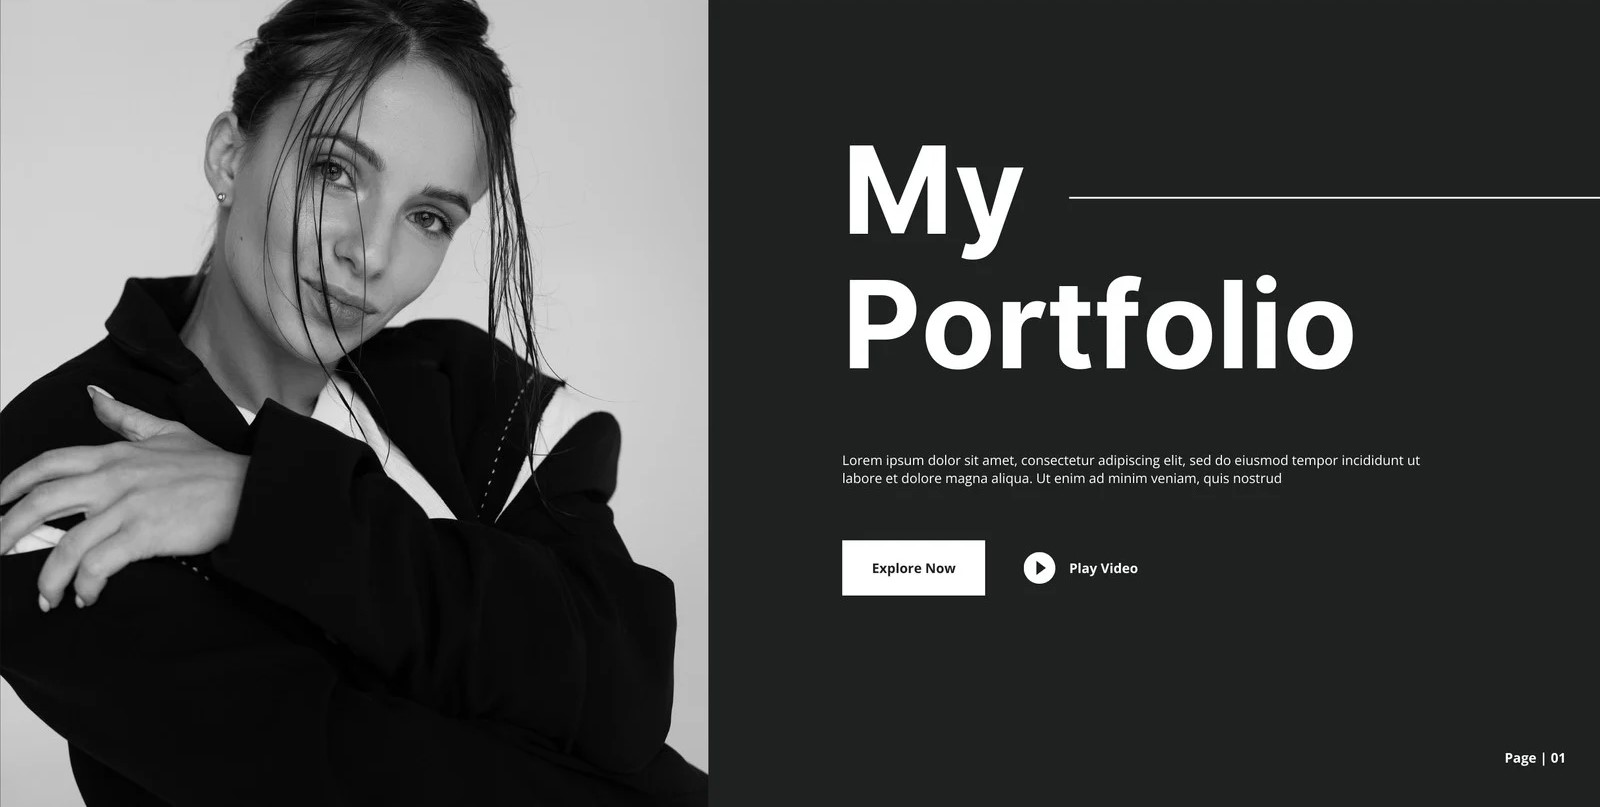 My
Portfolio
Lorem ipsum dolor sit amet, consectetur adipiscing elit, sed do eiusmod tempor incididunt ut
labore et dolore magna aliqua. Ut enim ad minim veniam, quis nostrud
Explore Now
Play Video
Page | 01